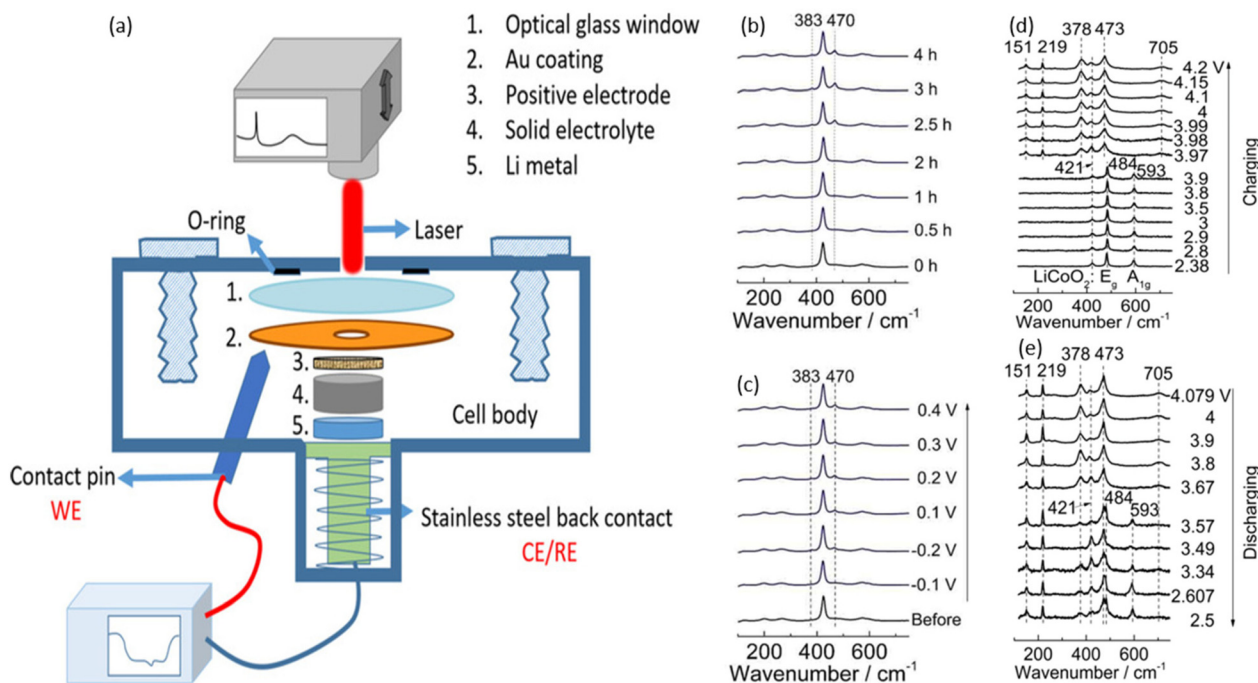 (a)
1. Optical glass window
2. Au coating
3. Positive electrode
4. Solid electrolyte
5. Li metal
O-ring
Laser
1.
2.
3.
4.
5.
Cell body
Contact pin
WE
Stainless steel back contact
CE/RE
(b)
383 470
4 h
3 h
2.5 h
2 h
1 h
0.5 h
0 h
200 400 600
Wavenumber / cm⁻¹
(c)
383 470
0.4 V
0.3 V
0.2 V
0.1 V
-0.2 V
-0.1 V
Before
200 400 600
Wavenumber / cm⁻¹
(d)
378 473
151 219 705
4.2 V
4.15
4.1
4
3.99
3.98
3.97
421 484 593
3.9
3.8
3.5
3
2.9
2.8
2.38
LiCoO₂ E_g A_1g
Charging
200 400 600
Wavenumber / cm⁻¹
(e)
378 473
151 219 705
4.079 V
4
3.9
3.8
3.67
421 484 593
3.57
3.49
3.34
2.607
2.5
Discharging
200 400 600
Wavenumber / cm⁻¹